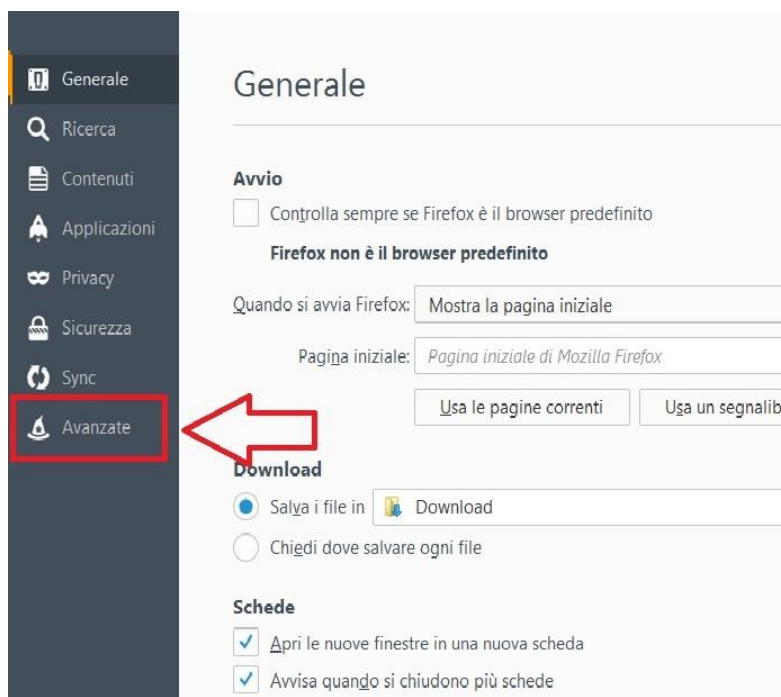 Generale
Ricerca
Contenuti
Applicazioni
Privacy
Sicurezza
Sync
Avanzate
Generale
Avvio
Controlla sempre se Firefox è il browser predefinito
Firefox non è il browser predefinito
Quando si avvia Firefox: Mostra la pagina iniziale
Pagina iniziale: Pagina iniziale di Mozilla Firefox
Usa le pagine correnti Usa un segnalib
Download
Salva i file in Download
Chiedi dove salvare ogni file
Schede
Apri le nuove finestre in una nuova scheda
Avvisa quando si chiudono più schede